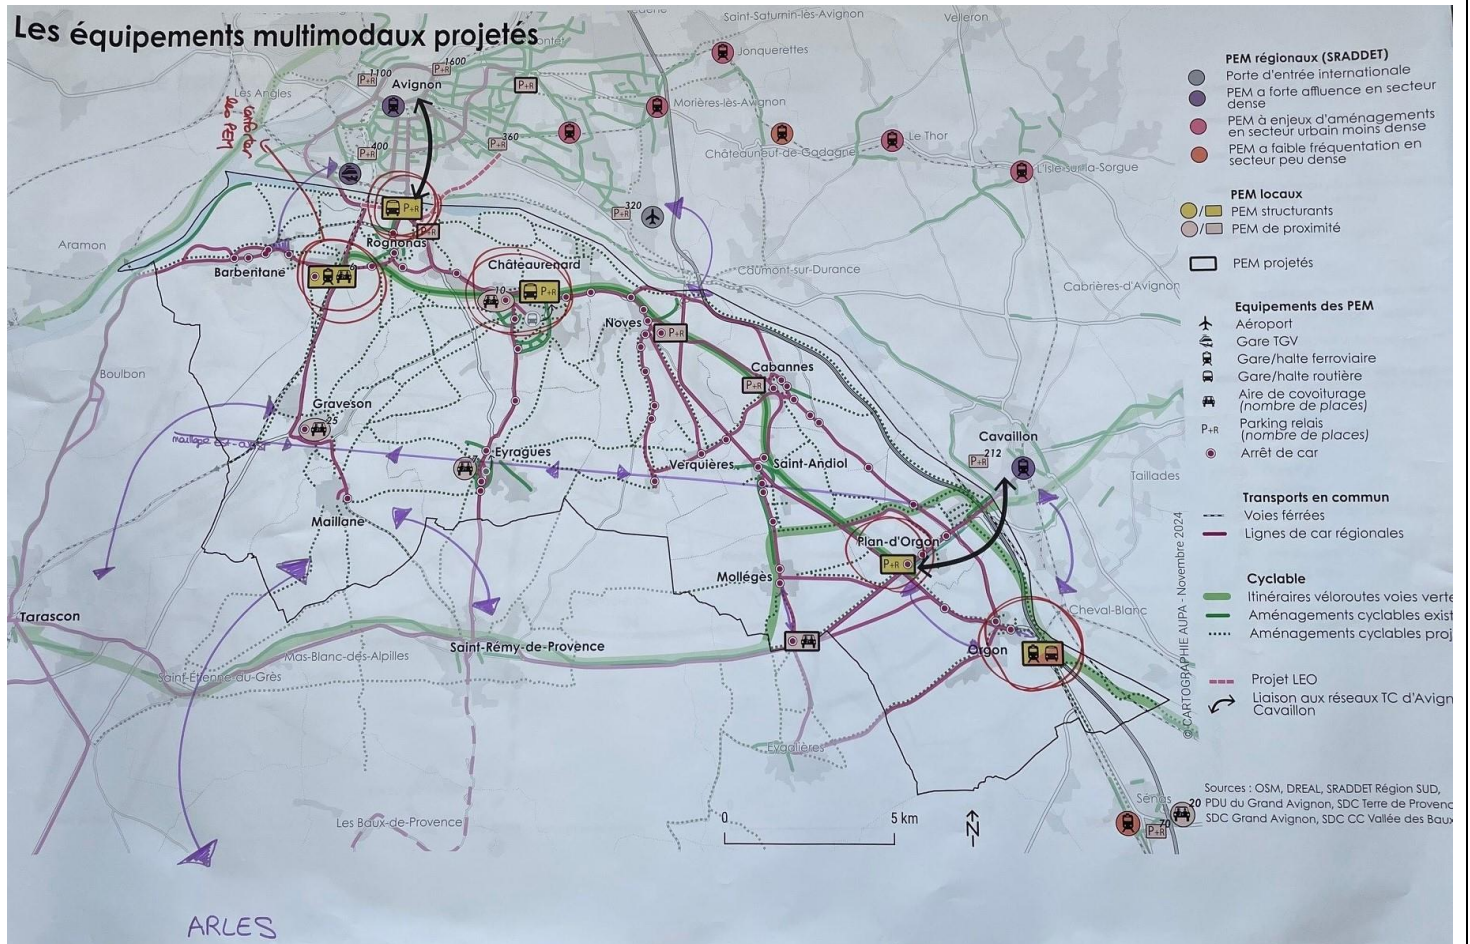 Les équipements multimodaux projetés
Saint-Saturnin-lès-Avignon
Velleron
Jonquerettes
P+R 1100
P+R 1600
Avignon
P+R
Les Angles
Morières-lès-Avignon
Le Thor
P+R 360
P+R 400
Châteauneuf-de-Gadagne
L'Isle-sur-la-Sorgue
les PEM
P+R 320
P+R
P+R
Aramon
Rognonas
Barbentane
Châteaurenard
10
P+R
Caumont-sur-Durance
Cabrières-d'Avignon
Noves
P+R
Boulbon
Cabannes
P+R
Graveson
25
maillage est-ouest
Eyragues
Verquières
Saint-Andiol
Cavaillon
P+R 212
Taillades
Maillane
Plan-d'Orgon
P+R
Mollégès
Cheval-Blanc
Tarascon
Saint-Rémy-de-Provence
Orgon
Mas-Blanc-des-Alpilles
Saint-Étienne-du-Grès
Eygalières
Les Baux-de-Provence
0
5 km
N
Sénas
20
P+R 70
ARLES
PEM régionaux (SRADDET)
Porte d'entrée internationale
PEM a forte affluence en secteur
dense
PEM à enjeux d'aménagements
en secteur urbain moins dense
PEM a faible fréquentation en
secteur peu dense
PEM locaux
PEM structurants
PEM de proximité
PEM projetés
Equipements des PEM
Aéroport
Gare TGV
Gare/halte ferroviaire
Gare/halte routière
Aire de covoiturage
(nombre de places)
P+R Parking relais
(nombre de places)
Arrêt de car
Transports en commun
Voies férrées
Lignes de car régionales
Cyclable
Itinéraires véloroutes voies verte
Aménagements cyclables exist
Aménagements cyclables proj
Projet LEO
Liaison aux réseaux TC d'Avign
Cavaillon
© CARTOGRAPHIE AUPA - Novembre 2024
Sources : OSM, DREAL, SRADDET Région SUD,
PDU du Grand Avignon, SDC Terre de Provenc
SDC Grand Avignon, SDC CC Vallée des Baux